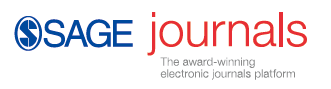 SAGE journals
The award-winning
electronic journals platform